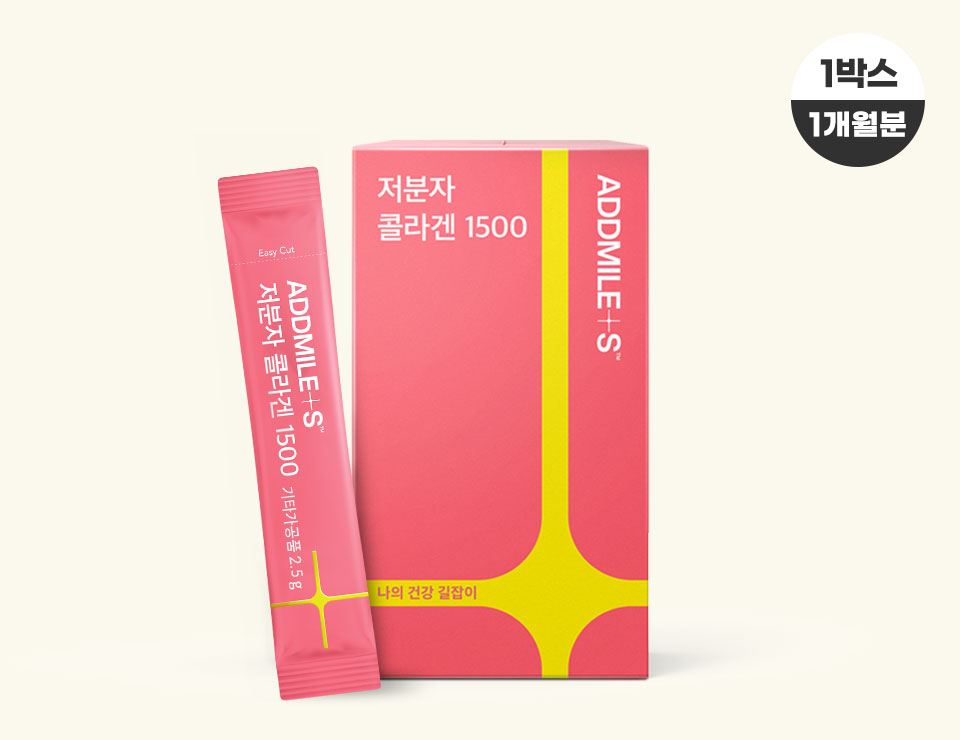 1박스
1개월분
저분자
콜라겐 1500
ADDMILE+S™
나의 건강 길잡이
Easy Cut
ADDMILE+S™
저분자 콜라겐 1500 기타가공품 2.5g